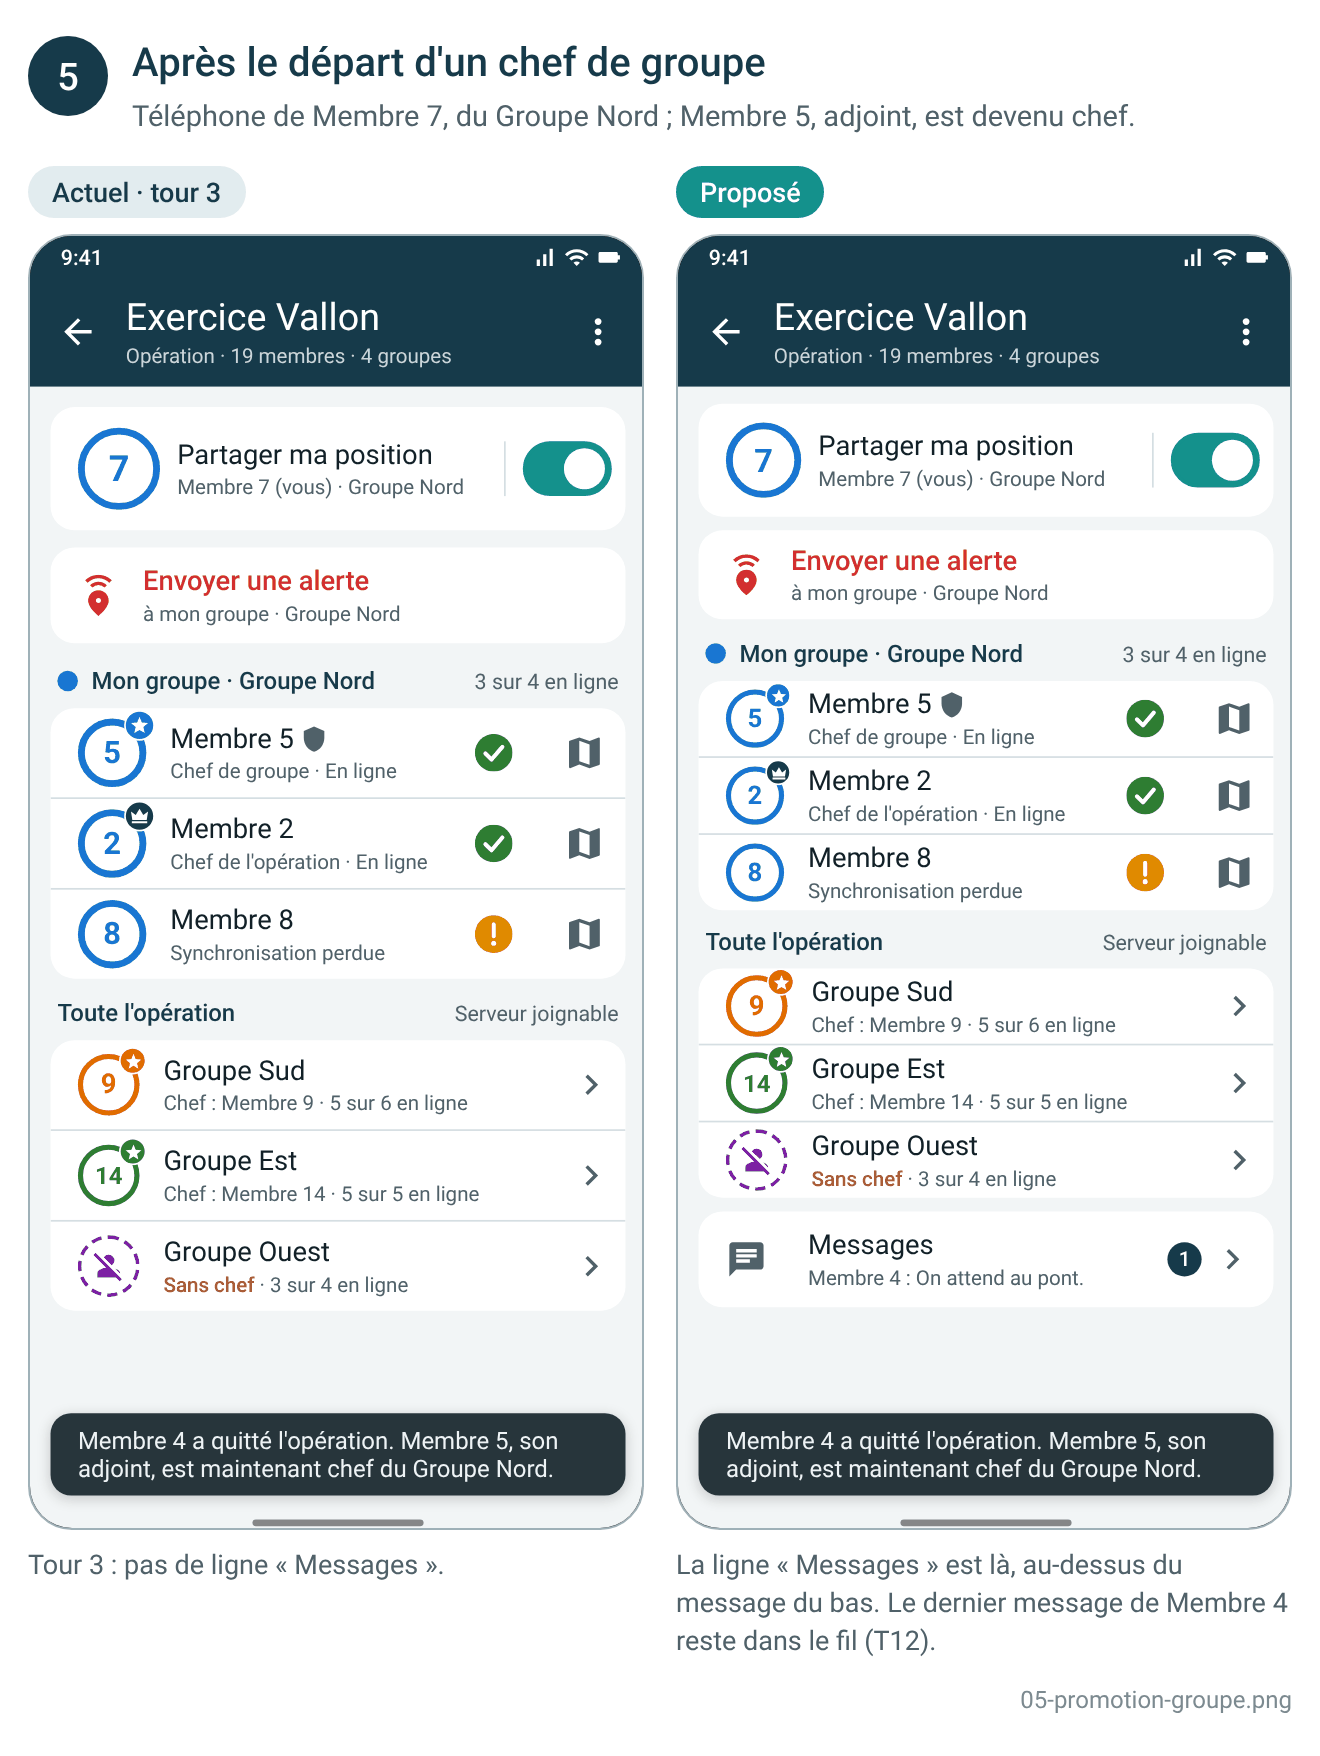 5
Après le départ d'un chef de groupe
Téléphone de Membre 7, du Groupe Nord ; Membre 5, adjoint, est devenu chef.
Actuel · tour 3
9:41
Exercice Vallon
Opération · 19 membres · 4 groupes
7
Partager ma position
Membre 7 (vous) · Groupe Nord
Envoyer une alerte
à mon groupe · Groupe Nord
Mon groupe · Groupe Nord
3 sur 4 en ligne
5
Membre 5
Chef de groupe · En ligne
2
Membre 2
Chef de l'opération · En ligne
8
Membre 8
Synchronisation perdue
Toute l'opération
Serveur joignable
9
Groupe Sud
Chef : Membre 9 · 5 sur 6 en ligne
14
Groupe Est
Chef : Membre 14 · 5 sur 5 en ligne
Groupe Ouest
Sans chef · 3 sur 4 en ligne
Membre 4 a quitté l'opération. Membre 5, son
adjoint, est maintenant chef du Groupe Nord.
Tour 3 : pas de ligne « Messages ».
Proposé
9:41
Exercice Vallon
Opération · 19 membres · 4 groupes
7
Partager ma position
Membre 7 (vous) · Groupe Nord
Envoyer une alerte
à mon groupe · Groupe Nord
Mon groupe · Groupe Nord
3 sur 4 en ligne
5
Membre 5
Chef de groupe · En ligne
2
Membre 2
Chef de l'opération · En ligne
8
Membre 8
Synchronisation perdue
Toute l'opération
Serveur joignable
9
Groupe Sud
Chef : Membre 9 · 5 sur 6 en ligne
14
Groupe Est
Chef : Membre 14 · 5 sur 5 en ligne
Groupe Ouest
Sans chef · 3 sur 4 en ligne
Messages
Membre 4 : On attend au pont.
1
Membre 4 a quitté l'opération. Membre 5, son
adjoint, est maintenant chef du Groupe Nord.
La ligne « Messages » est là, au-dessus du
message du bas. Le dernier message de Membre 4
reste dans le fil (T12).
05-promotion-groupe.png